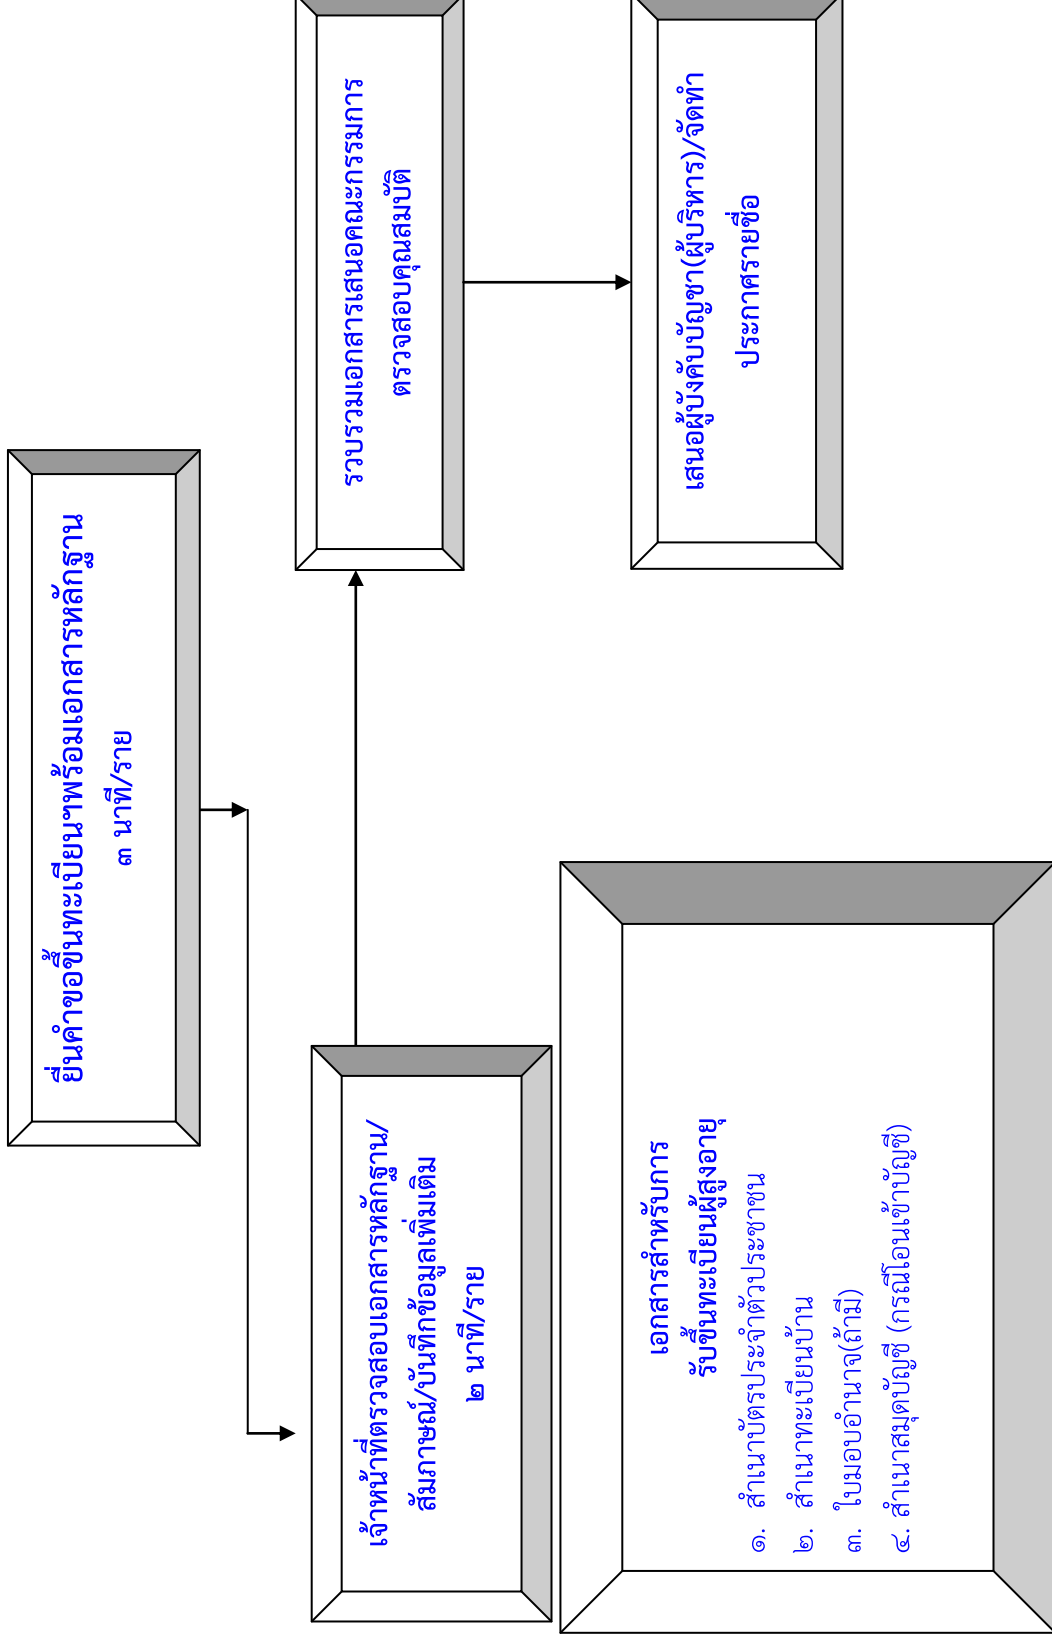 ยื่นคำขอขึ้นทะเบียนฯพร้อมเอกสารหลักฐาน
๓ นาที/ราย
เจ้าหน้าที่ตรวจสอบเอกสารหลักฐาน/
สัมภาษณ์/บันทึกข้อมูลเพิ่มเติม
๒ นาที/ราย
รวบรวมเอกสารเสนอคณะกรรมการ
ตรวจสอบคุณสมบัติ
เสนอผู้บังคับบัญชา(ผู้บริหาร)/จัดทำ
ประกาศรายชื่อ
เอกสารสำหรับการ
รับขึ้นทะเบียนผู้สูงอายุ
๑. สำเนาบัตรประจำตัวประชาชน
๒. สำเนาทะเบียนบ้าน
๓. ใบมอบอำนาจ(ถ้ามี)
๔. สำเนาสมุดบัญชี (กรณีโอนเข้าบัญชี)